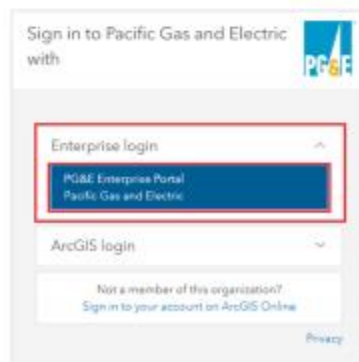 Sign in to Pacific Gas and Electric
with
PG&E
Enterprise login
PG&E Enterprise Portal
Pacific Gas and Electric
ArcGIS login
Not a member of this organization?
Sign in to your account on ArcGIS Online
Privacy